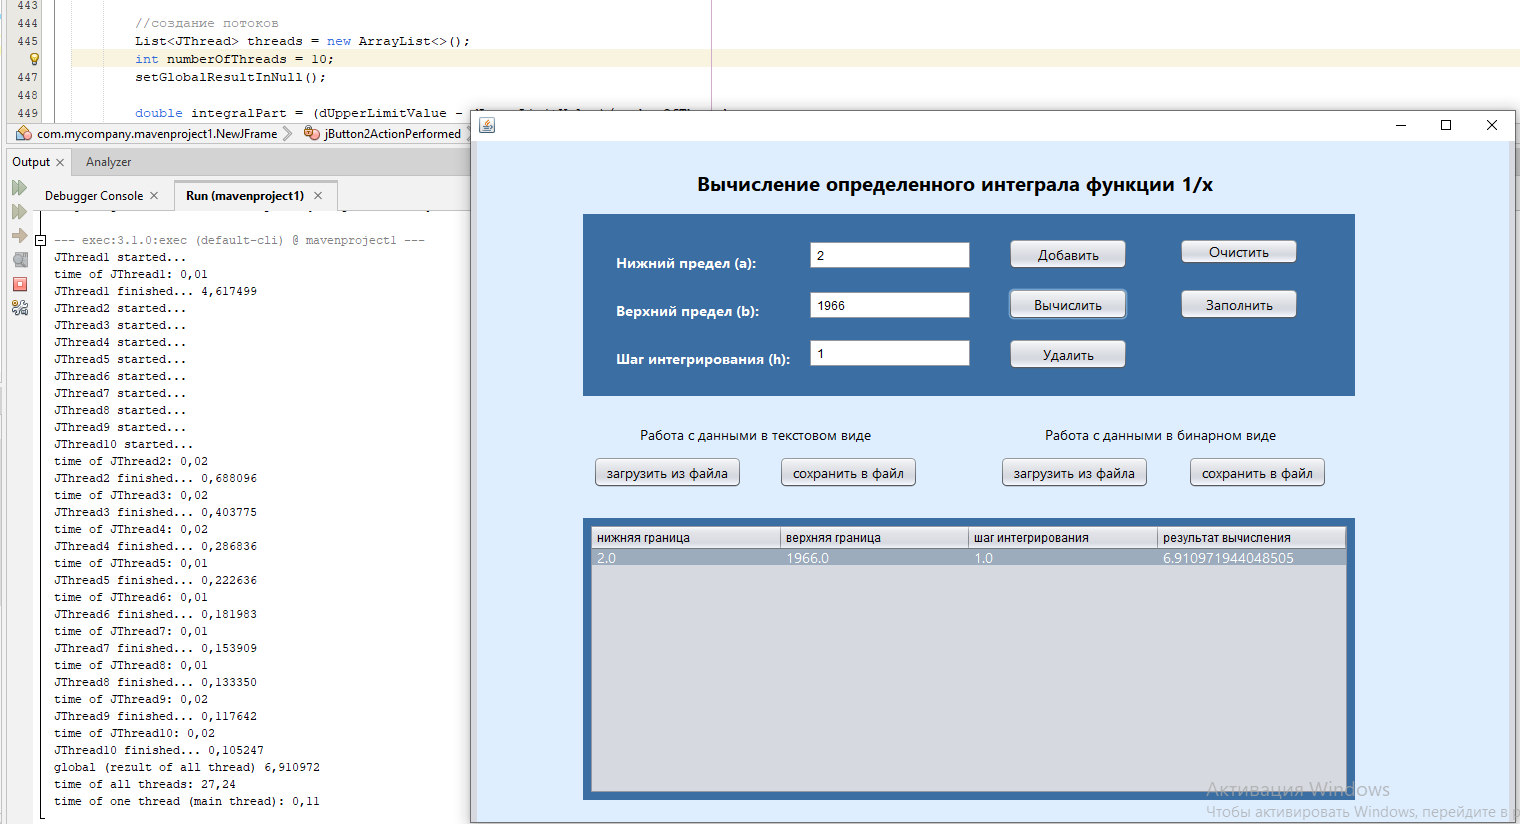 443
444 //создание потоков
445 List<JThread> threads = new ArrayList<>();
int numberOfThreads = 10;
447 setGlobalResultInNull();
448
449 double integralPart = (dUpperLimitValue -
com.mycompany.mavenproject1.NewJFrame jButton2ActionPerformed
Output Analyzer
Debugger Console Run (mavenproject1)
--- exec:3.1.0:exec (default-cli) @ mavenproject1 ---
JThread1 started...
time of JThread1: 0,01
JThread1 finished... 4,617499
JThread2 started...
JThread3 started...
JThread4 started...
JThread5 started...
JThread6 started...
JThread7 started...
JThread8 started...
JThread9 started...
JThread10 started...
time of JThread2: 0,02
JThread2 finished... 0,688096
time of JThread3: 0,02
JThread3 finished... 0,403775
time of JThread4: 0,02
JThread4 finished... 0,286836
time of JThread5: 0,01
JThread5 finished... 0,222636
time of JThread6: 0,01
JThread6 finished... 0,181983
time of JThread7: 0,01
JThread7 finished... 0,153909
time of JThread8: 0,01
JThread8 finished... 0,133350
time of JThread9: 0,02
JThread9 finished... 0,117642
time of JThread10: 0,02
JThread10 finished... 0,105247
global (rezult of all thread) 6,910972
time of all threads: 27,24
time of one thread (main thread): 0,11
Вычисление определенного интеграла функции 1/x
Нижний предел (a): 2 Добавить Очистить
Верхний предел (b): 1966 Вычислить Заполнить
Шаг интегрирования (h): 1 Удалить
Работа с данными в текстовом виде Работа с данными в бинарном виде
загрузить из файла сохранить в файл загрузить из файла сохранить в файл
нижняя граница верхняя граница шаг интегрирования результат вычисления
2.0 1966.0 1.0 6.910971944048505
Активация Windows
Чтобы активировать Windows, перейдите в